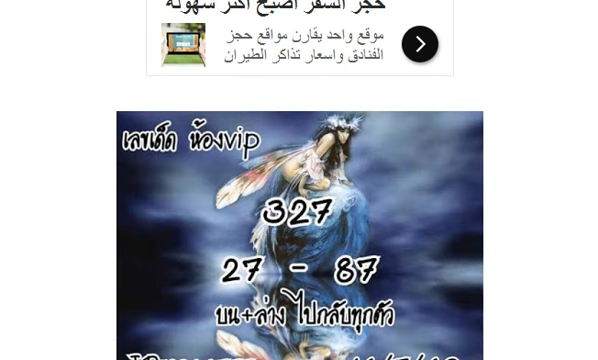 حجز السفر أصبح أكثر سهولة
موقع واحد يقارن مواقع حجز
الفنادق واسعار تذاكر الطيران
เลขเด็ด ห้องvip
327
27 - 87
บน+ล่าง ไปกลับทุกตัว